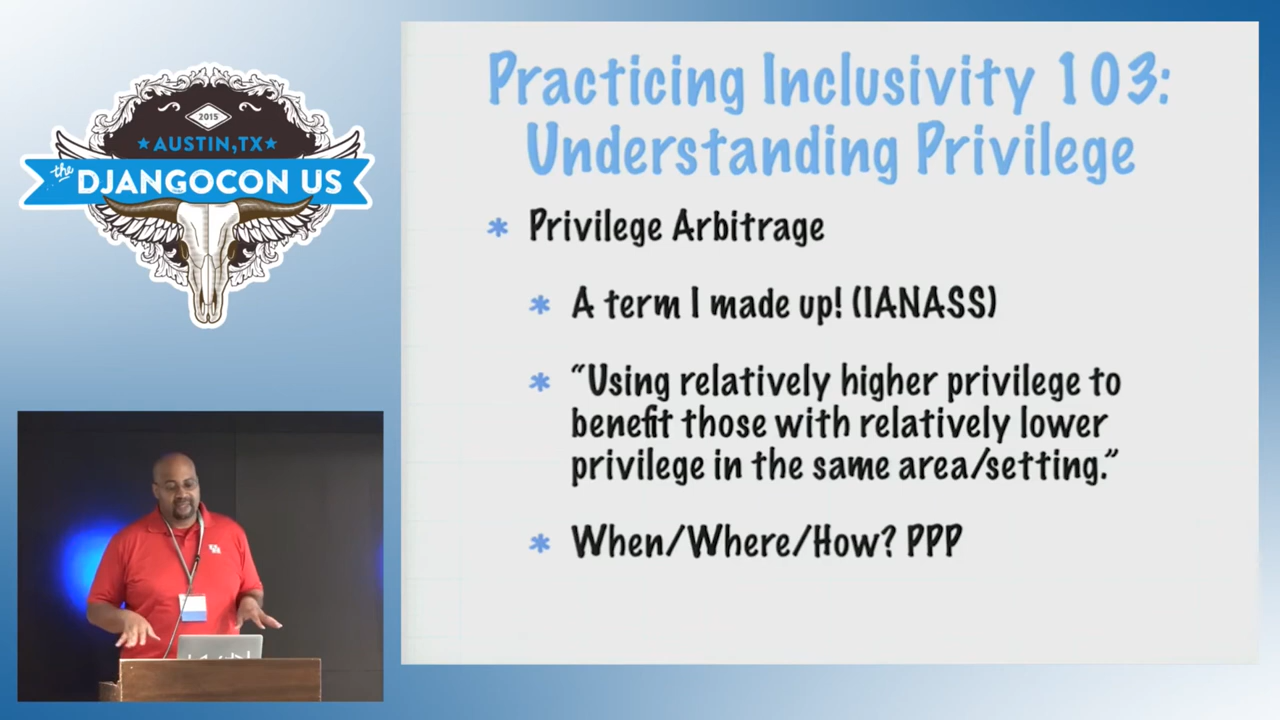 2015
AUSTIN, TX
the
DJANGOCON US
Practicing Inclusivity 103:
Understanding Privilege
* Privilege Arbitrage
* A term I made up! (IANASS)
* “Using relatively higher privilege to
benefit those with relatively lower
privilege in the same area/setting.”
* When/Where/How? PPP